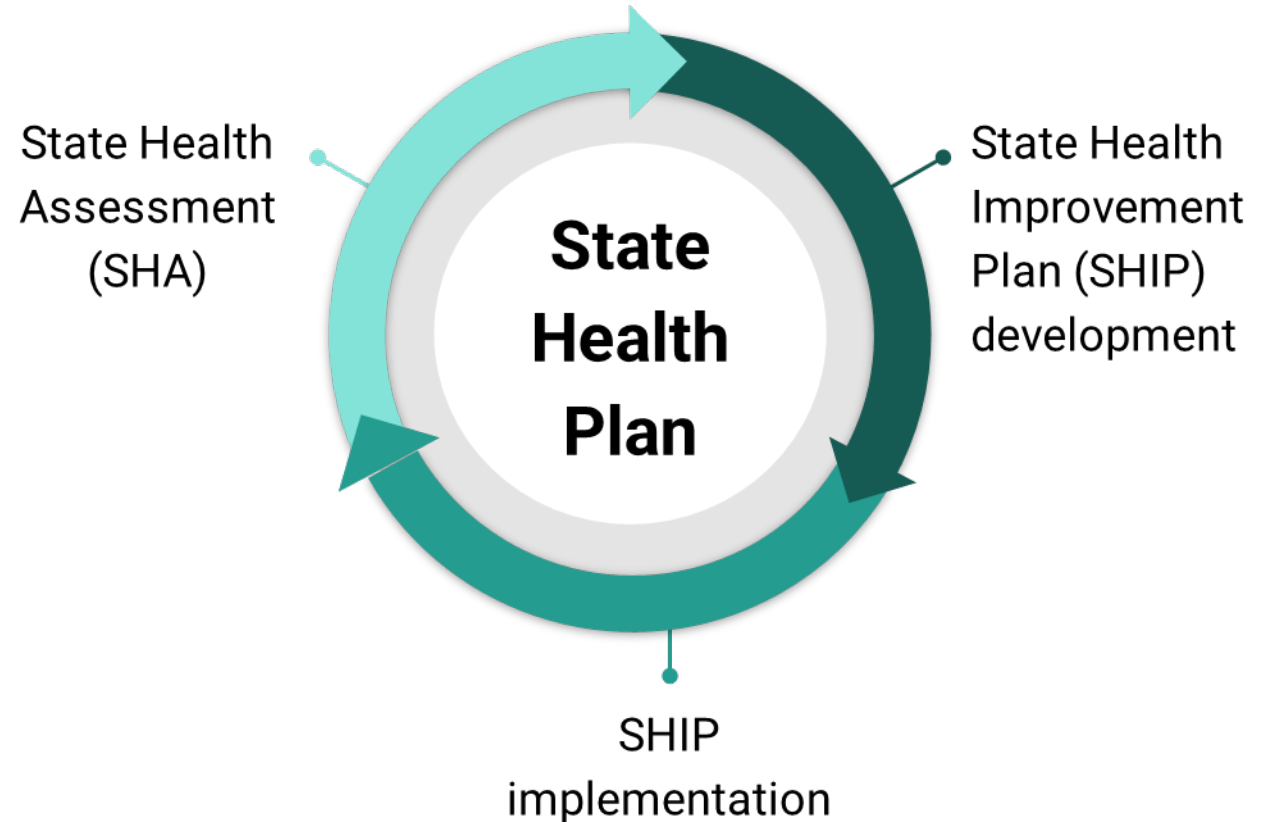 State Health
Assessment
(SHA)
State
Health
Plan
State Health
Improvement
Plan (SHIP)
development
SHIP
implementation